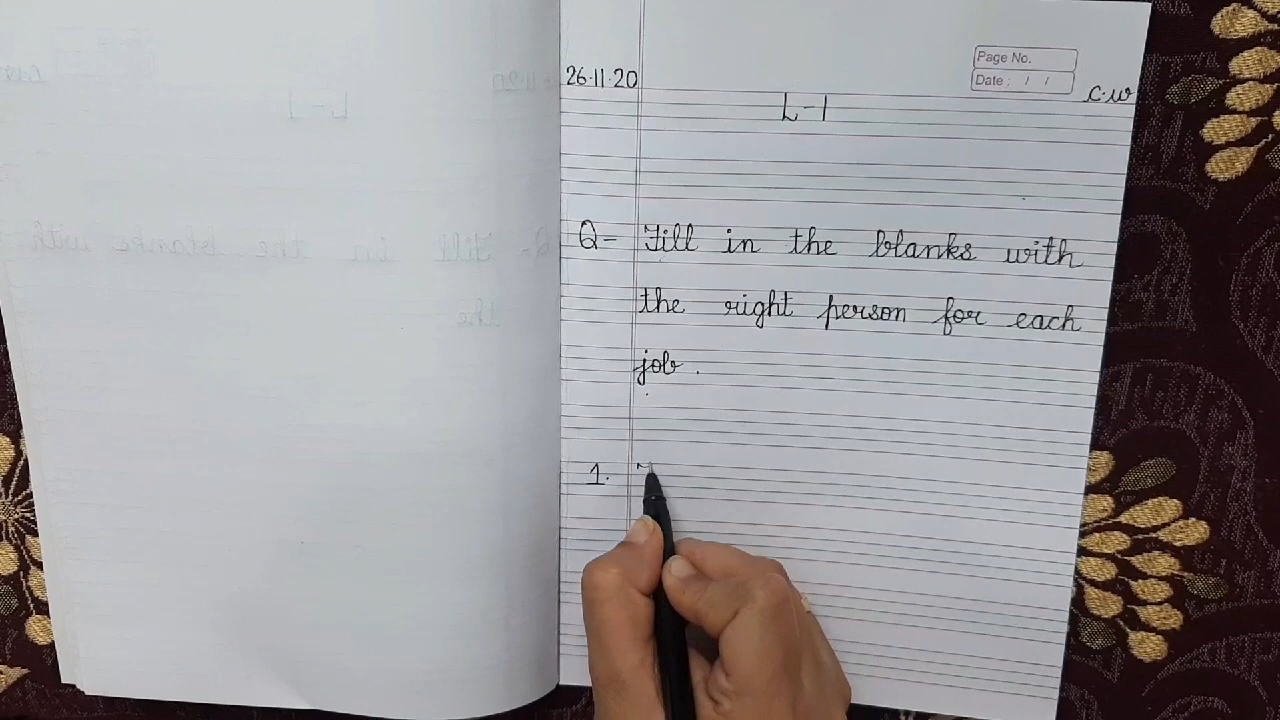 Page No.
Date : / /
26.11.20
C.W
L-1
Q- Fill in the blanks with
the right person for each
job.
1.